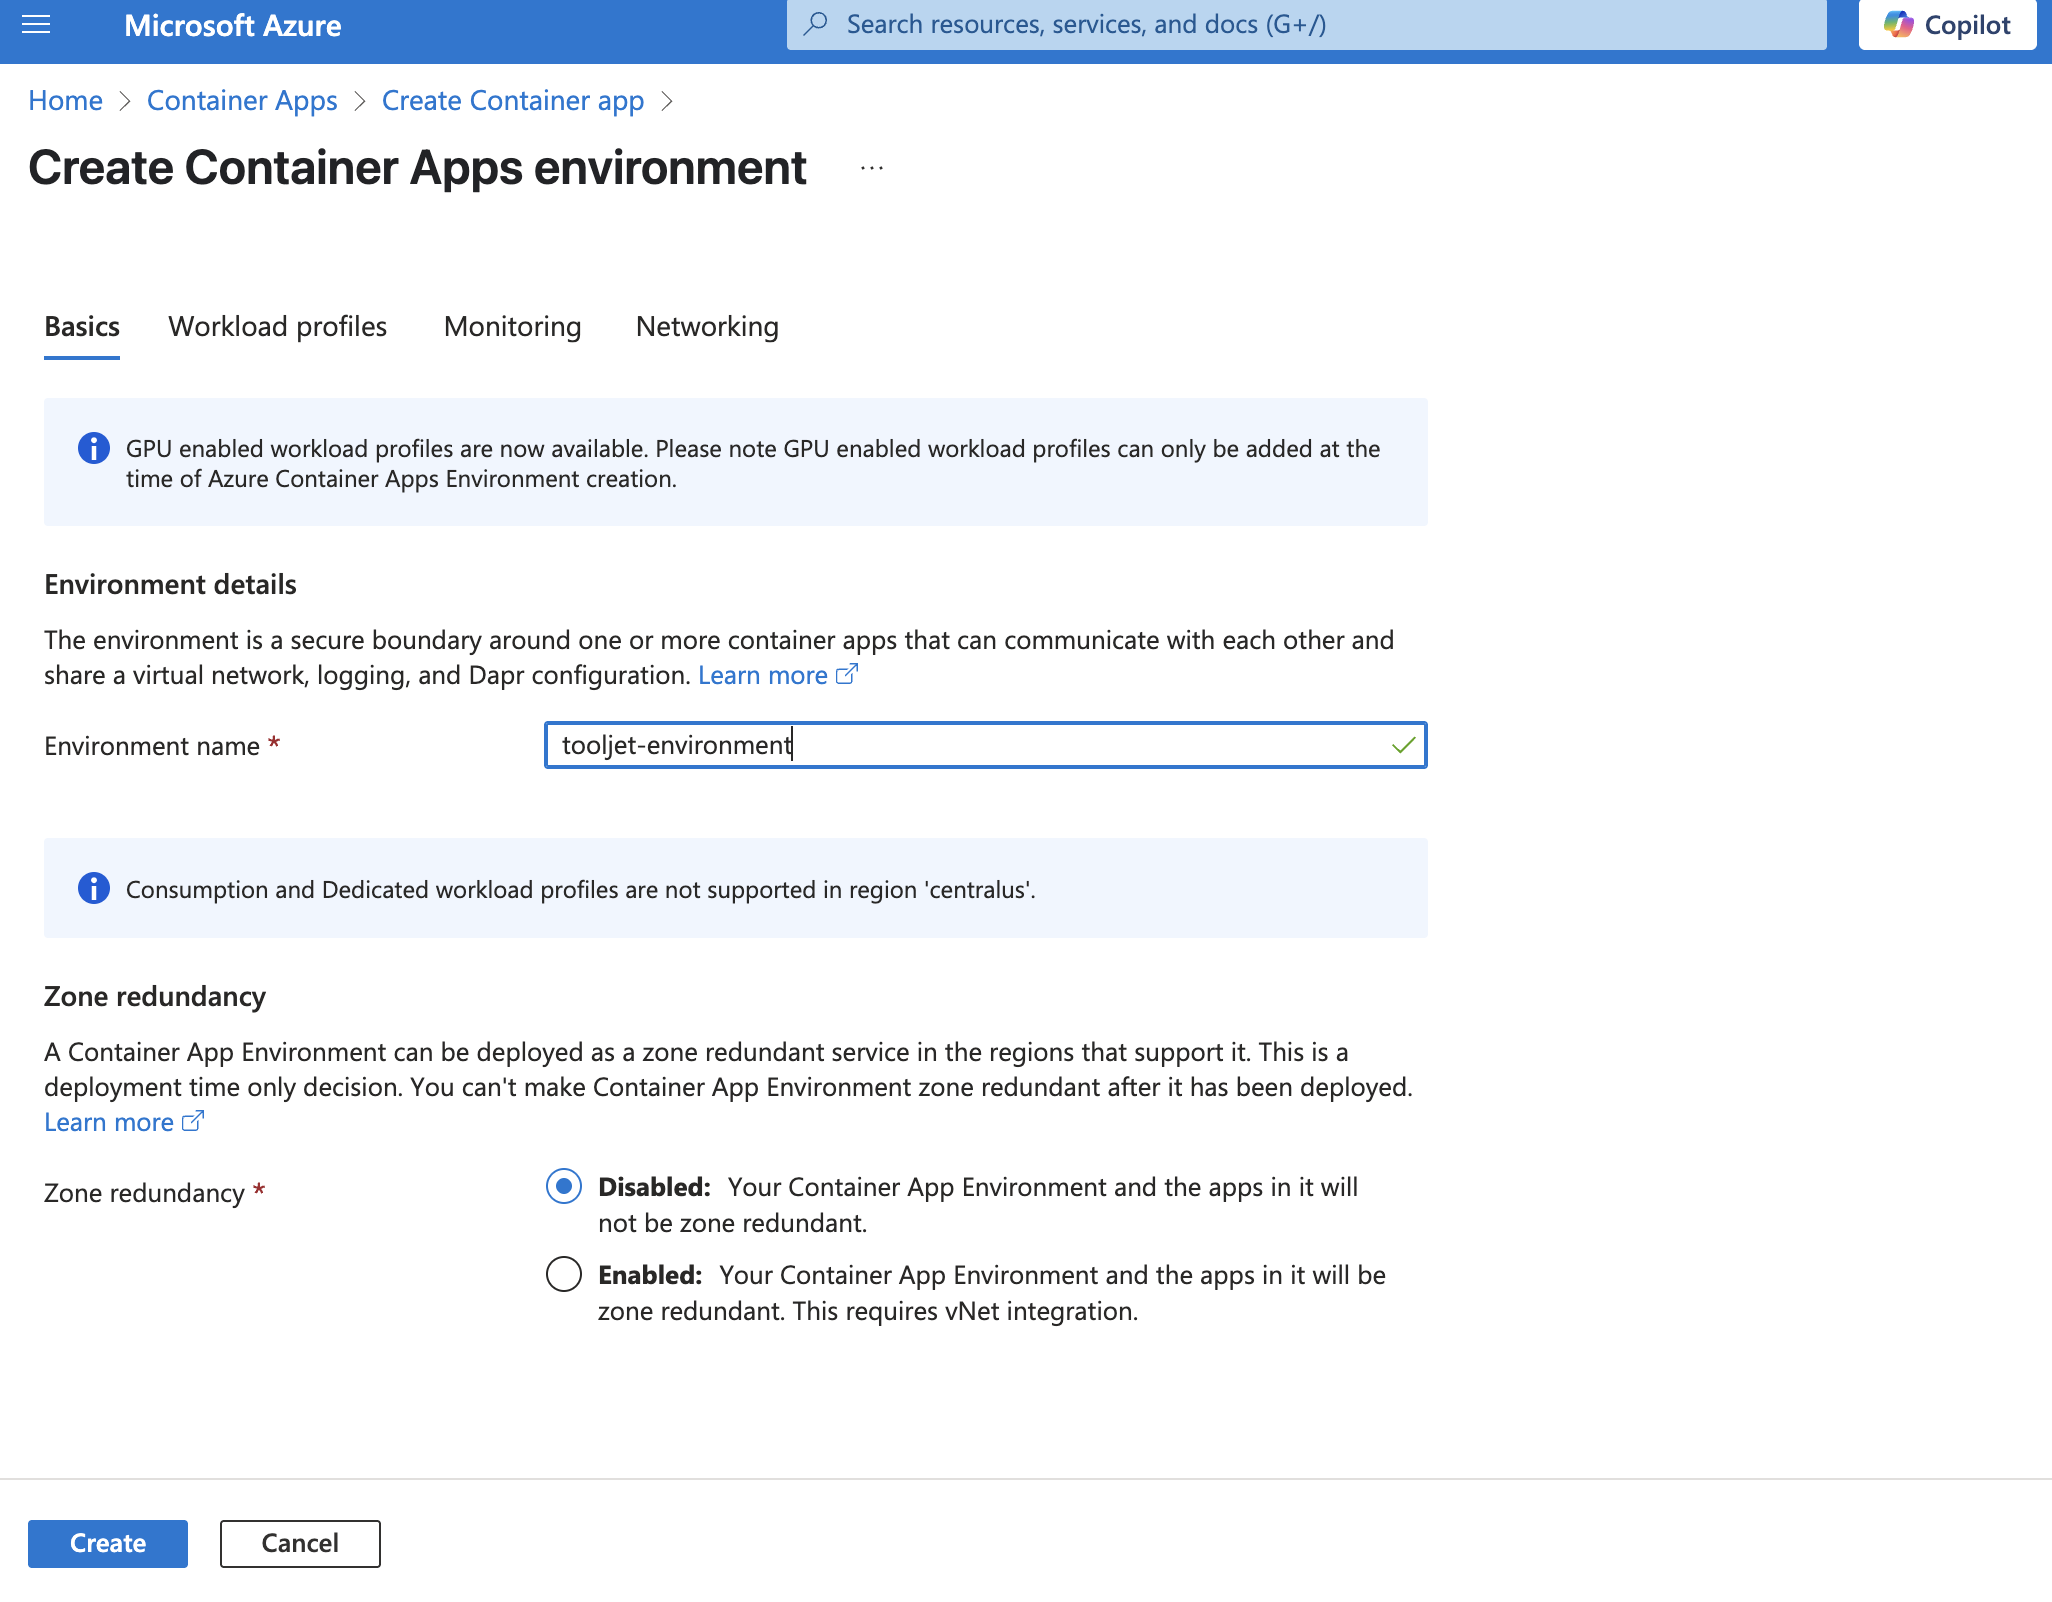 Microsoft Azure
Search resources, services, and docs (G+/)
Copilot
Home > Container Apps > Create Container app >
Create Container Apps environment ...
Basics Workload profiles Monitoring Networking
GPU enabled workload profiles are now available. Please note GPU enabled workload profiles can only be added at the
time of Azure Container Apps Environment creation.
Environment details
The environment is a secure boundary around one or more container apps that can communicate with each other and
share a virtual network, logging, and Dapr configuration. Learn more
Environment name *
tooljet-environment
Consumption and Dedicated workload profiles are not supported in region 'centralus'.
Zone redundancy
A Container App Environment can be deployed as a zone redundant service in the regions that support it. This is a
deployment time only decision. You can't make Container App Environment zone redundant after it has been deployed.
Learn more
Zone redundancy *
Disabled: Your Container App Environment and the apps in it will
not be zone redundant.
Enabled: Your Container App Environment and the apps in it will be
zone redundant. This requires vNet integration.
Create
Cancel